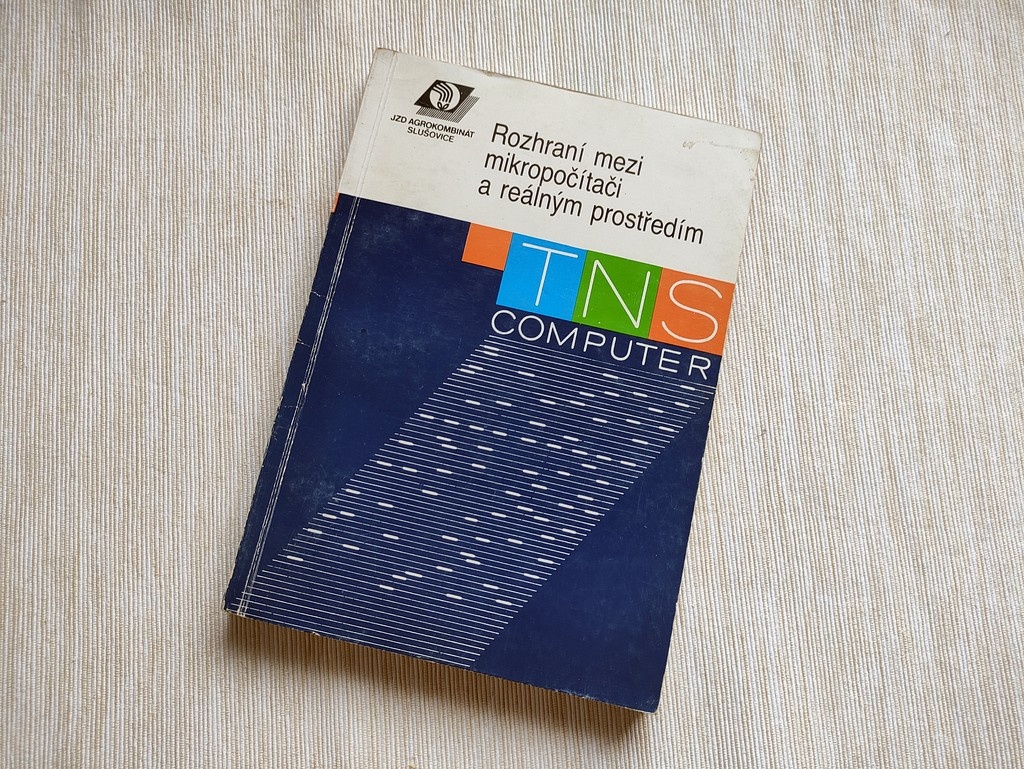 JZD AGROKOMBINÁT
SLUŠOVICE
Rozhraní mezi
mikropočítači
a reálným prostředím
TNS
COMPUTER